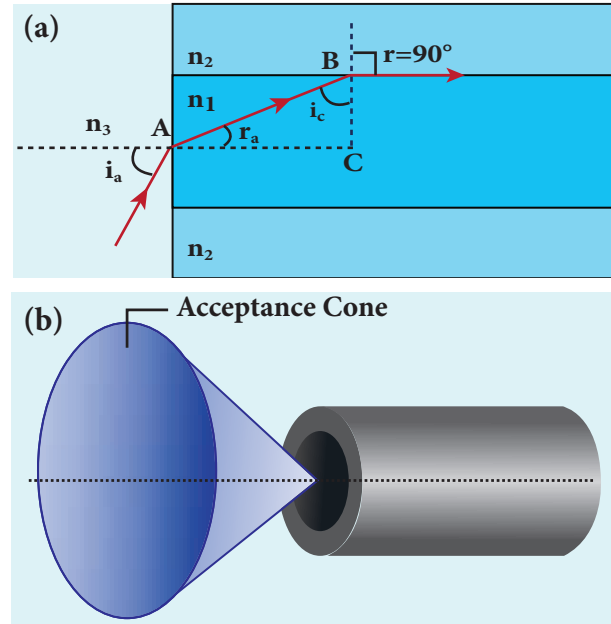 (a)
n₂
B
r=90°
n₁
i꜀
n₃
A
rₐ
iₐ
C
n₂
(b)
Acceptance Cone